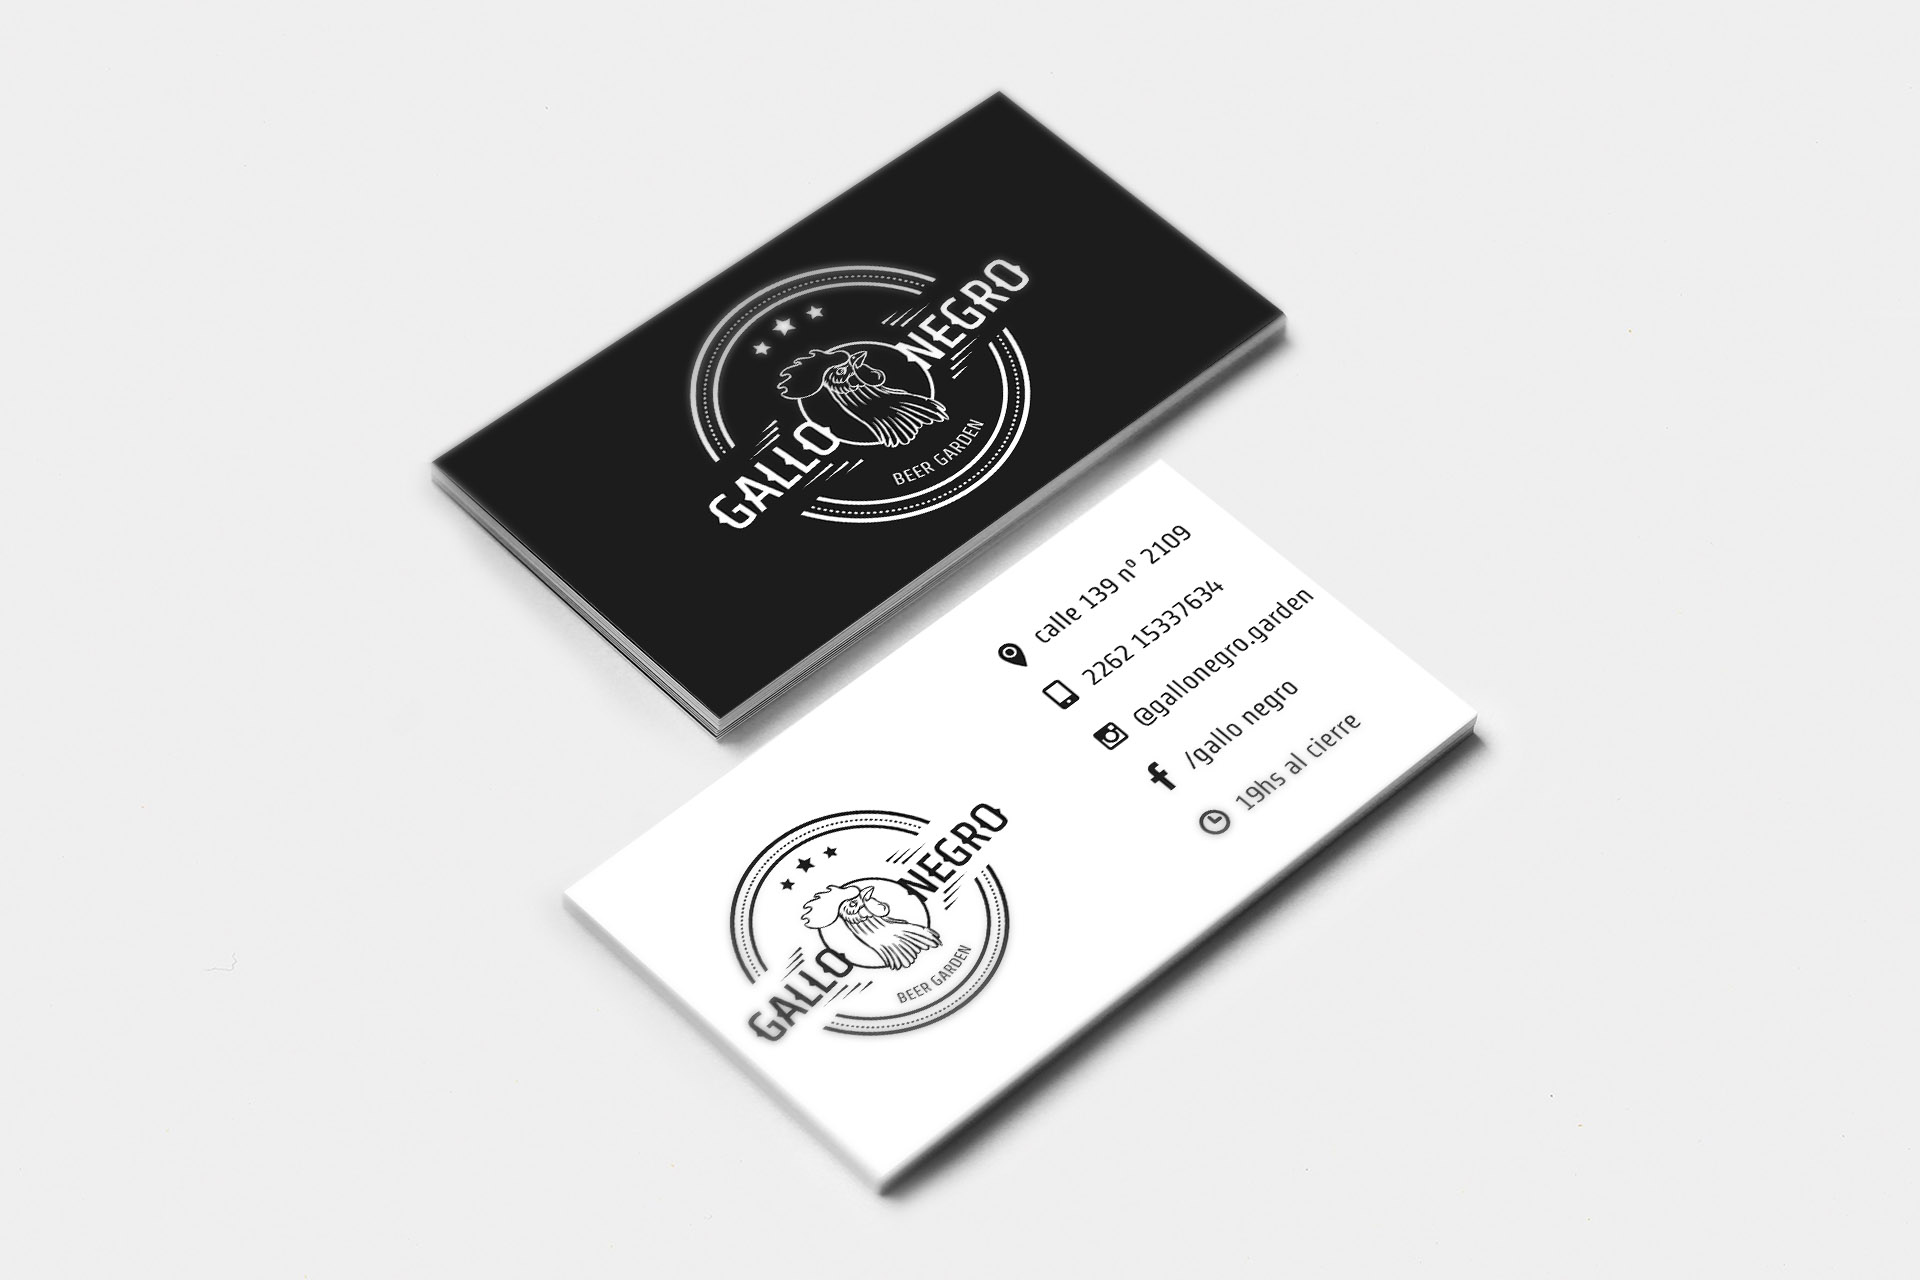 GALLO NEGRO
BEER GARDEN
calle 139 nº 2109
2262 15337634
@gallonegro.garden
/gallo negro
19hs al cierre
GALLO NEGRO
BEER GARDEN